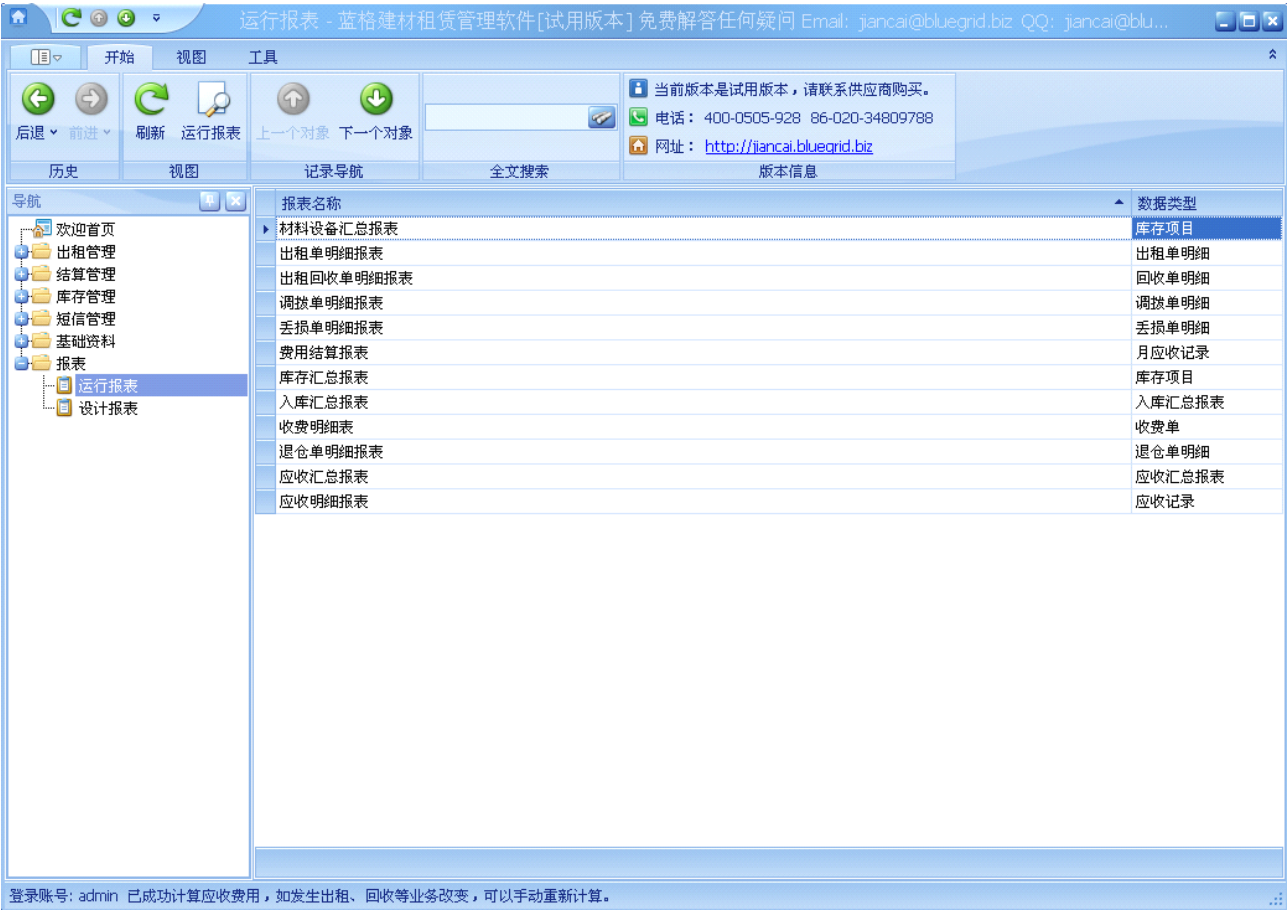 运行报表 - 蓝格建材租赁管理软件[试用版本] 免费解答任何疑问 Email: jiancai@bluegrid.biz QQ: jiancai@blu...
开始 视图 工具
后退 前进 刷新 运行报表 上一个对象 下一个对象
当前版本是试用版本，请联系供应商购买。
电话： 400-0505-928 86-020-34809788
网址： http://jiancai.bluegrid.biz
历史 视图 记录导航 全文搜索 版本信息
导航
欢迎首页
出租管理
结算管理
库存管理
短信管理
基础资料
报表
运行报表
设计报表
报表名称 数据类型
材料设备汇总报表 库存项目
出租单明细报表 出租单明细
出租回收单明细报表 回收单明细
调拨单明细报表 调拨单明细
丢损单明细报表 丢损单明细
费用结算报表 月应收记录
库存汇总报表 库存项目
入库汇总报表 入库汇总报表
收费明细表 收费单
退仓单明细报表 退仓单明细
应收汇总报表 应收汇总报表
应收明细报表 应收记录
登录账号: admin 已成功计算应收费用，如发生出租、回收等业务改变，可以手动重新计算。